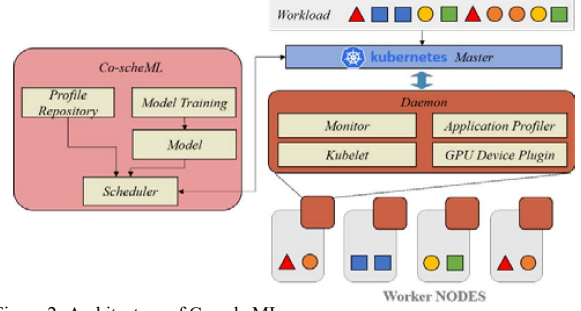 Workload
kubernetes Master
Co-scheML
Profile
Repository
Model Training
Model
Scheduler
Daemon
Monitor
Application Profiler
Kubelet
GPU Device Plugin
Worker NODES